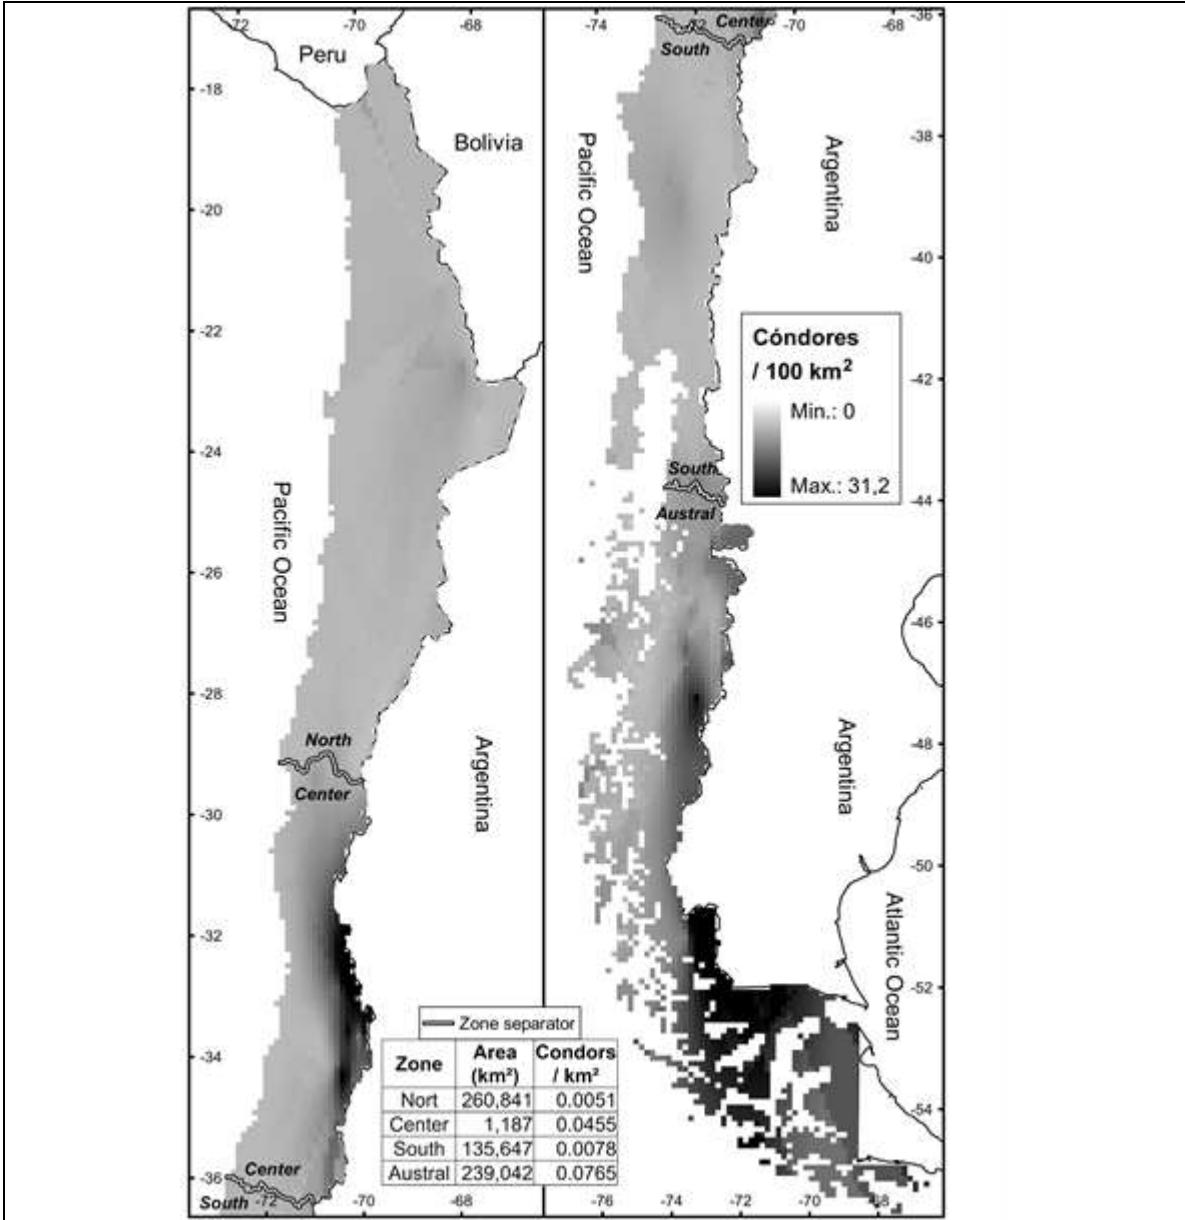 -72 -70 -68
Peru
Bolivia
-18
-20
-22
-24
-26
-28
-30
-32
-34
-36
Pacific Ocean
Argentina
North
Center
Center
South
-72 -70 -68
-74 -72 -70 -36
Center
South
Pacific Ocean
Argentina
-38
-40
-42
-44
-46
-48
-50
-52
-54
Cóndores
/ 100 km²
Min.: 0
Max.: 31,2
South
Austral
Argentina
Atlantic Ocean
-76 -74 -72 -70 -68
Zone separator
Zone Area (km²) Condors / km²
Nort 260,841 0.0051
Center 1,187 0.0455
South 135,647 0.0078
Austral 239,042 0.0765